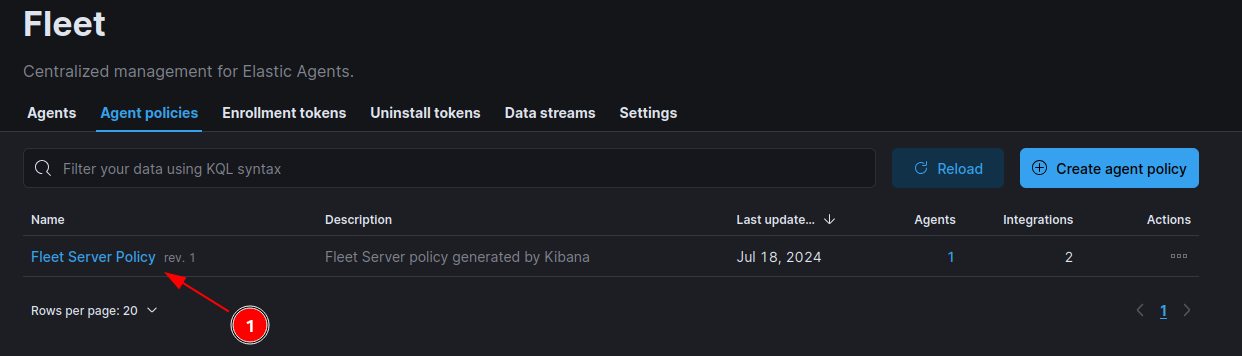 Fleet
Centralized management for Elastic Agents.
Agents Agent policies Enrollment tokens Uninstall tokens Data streams Settings
Filter your data using KQL syntax Reload Create agent policy
Name Description Last update... Agents Integrations Actions
Fleet Server Policy rev. 1 Fleet Server policy generated by Kibana Jul 18, 2024 1 2
Rows per page: 20 1
1